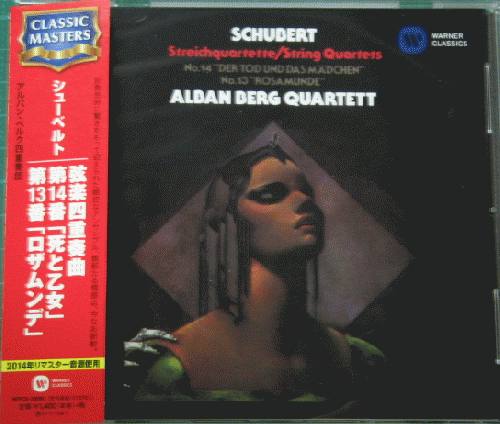 CLASSIC
MASTERS
シューベルト
弦楽四重奏曲
第14番「死と乙女」
第13番「ロザムンデ」
アルバン・ベルク四重奏団
2014年リマスター音源使用
WARNER
CLASSICS
SCHUBERT
Streichquartette/String Quartets
No.14 "DER TOD UND DAS MÄDCHEN"
No.13 "ROSAMUNDE"
ALBAN BERG QUARTETT
WARNER
CLASSICS